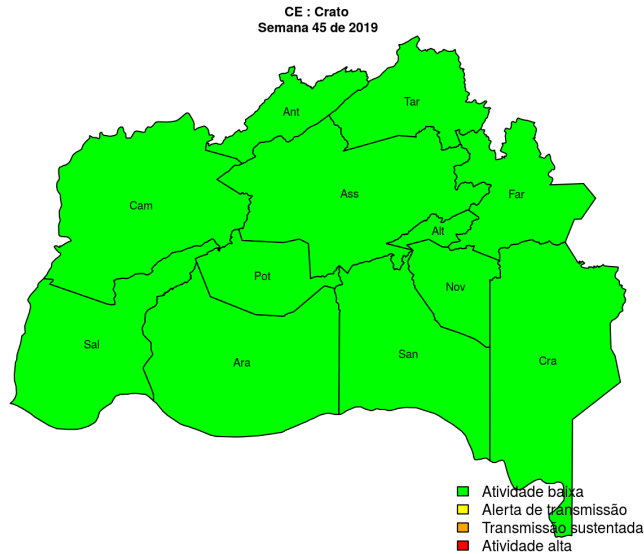 CE : Crato
Semana 45 de 2019
Tar
Ant
Cam
Ass
Far
Alt
Pot
Nov
Sal
Ara
San
Cra
Atividade baixa
Alerta de transmissão
Transmissão sustentada
Atividade alta